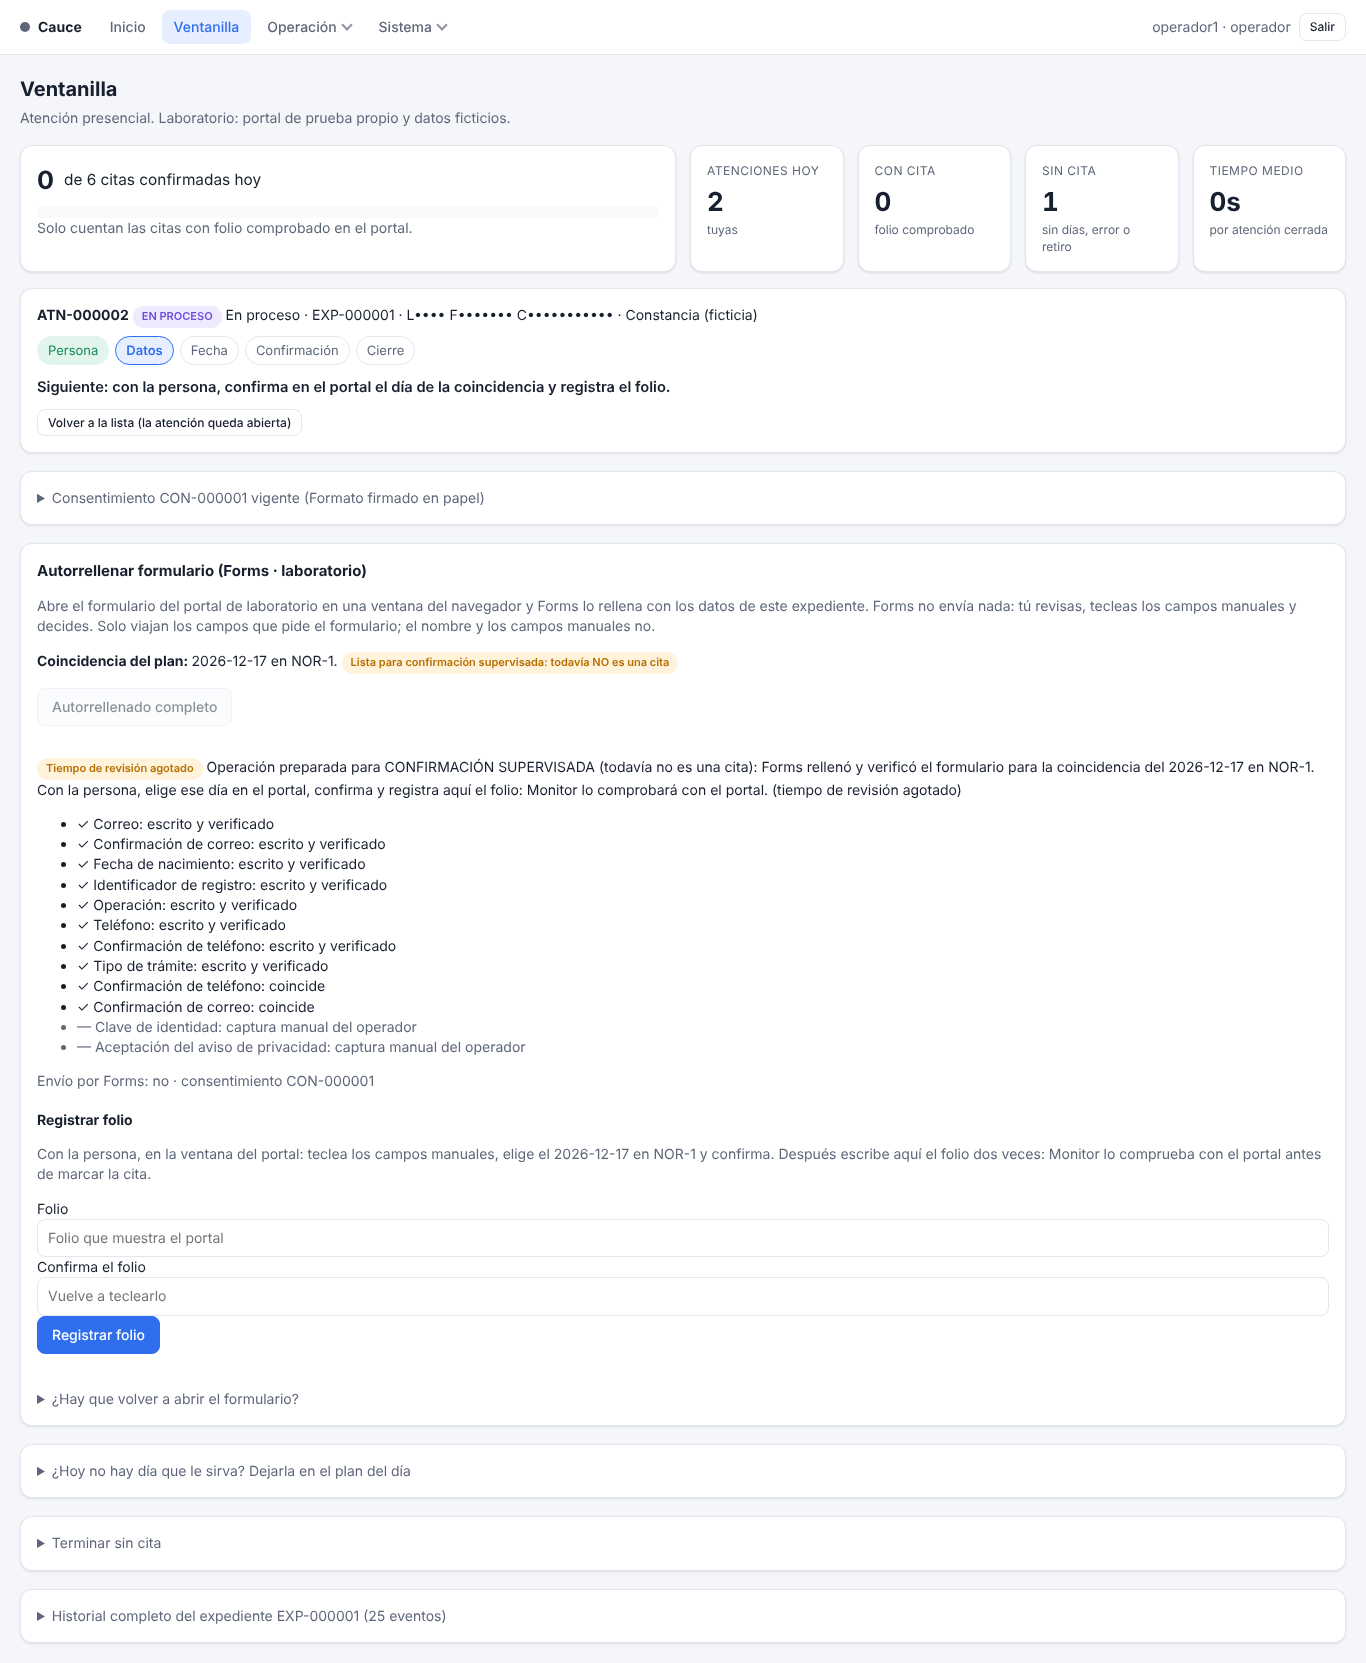 Cauce
Inicio
Ventanilla
Operación
Sistema
operador1 · operador
Salir
Ventanilla
Atención presencial. Laboratorio: portal de prueba propio y datos ficticios.
0 de 6 citas confirmadas hoy
Solo cuentan las citas con folio comprobado en el portal.
ATENCIONES HOY
2
tuyas
CON CITA
0
folio comprobado
SIN CITA
1
sin días, error o
retiro
TIEMPO MEDIO
0s
por atención cerrada
ATN-000002 EN PROCESO En proceso · EXP-000001 · L•••• F••••••• C••••••••••• · Constancia (ficticia)
Persona
Datos
Fecha
Confirmación
Cierre
Siguiente: con la persona, confirma en el portal el día de la coincidencia y registra el folio.
Volver a la lista (la atención queda abierta)
▶ Consentimiento CON-000001 vigente (Formato firmado en papel)
Autorrellenar formulario (Forms · laboratorio)
Abre el formulario del portal de laboratorio en una ventana del navegador y Forms lo rellena con los datos de este expediente. Forms no envía nada: tú revisas, tecleas los campos manuales y
decides. Solo viajan los campos que pide el formulario; el nombre y los campos manuales no.
Coincidencia del plan: 2026-12-17 en NOR-1. Lista para confirmación supervisada: todavía NO es una cita
Autorrellenado completo
Tiempo de revisión agotado Operación preparada para CONFIRMACIÓN SUPERVISADA (todavía no es una cita): Forms rellenó y verificó el formulario para la coincidencia del 2026-12-17 en NOR-1.
Con la persona, elige ese día en el portal, confirma y registra aquí el folio: Monitor lo comprobará con el portal. (tiempo de revisión agotado)
• ✓ Correo: escrito y verificado
• ✓ Confirmación de correo: escrito y verificado
• ✓ Fecha de nacimiento: escrito y verificado
• ✓ Identificador de registro: escrito y verificado
• ✓ Operación: escrito y verificado
• ✓ Teléfono: escrito y verificado
• ✓ Confirmación de teléfono: escrito y verificado
• ✓ Tipo de trámite: escrito y verificado
• ✓ Confirmación de teléfono: coincide
• ✓ Confirmación de correo: coincide
• — Clave de identidad: captura manual del operador
• — Aceptación del aviso de privacidad: captura manual del operador
Envío por Forms: no · consentimiento CON-000001
Registrar folio
Con la persona, en la ventana del portal: teclea los campos manuales, elige el 2026-12-17 en NOR-1 y confirma. Después escribe aquí el folio dos veces: Monitor lo comprueba con el portal antes
de marcar la cita.
Folio
Folio que muestra el portal
Confirma el folio
Vuelve a teclearlo
Registrar folio
▶ ¿Hay que volver a abrir el formulario?
▶ ¿Hoy no hay día que le sirva? Dejarla en el plan del día
▶ Terminar sin cita
▶ Historial completo del expediente EXP-000001 (25 eventos)